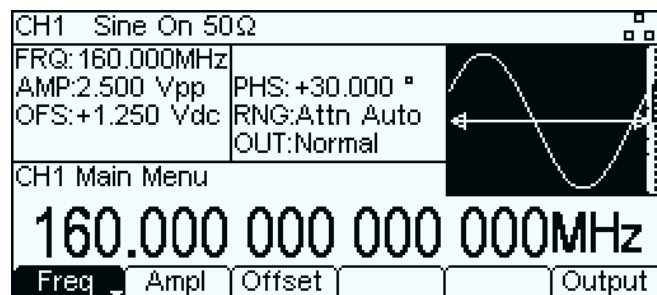 CH1 Sine On 50Ω
FRQ:160.000MHz
AMP:2.500 Vpp PHS:+30.000 °
OFS:+1.250 Vdc RNG:Attn Auto
OUT:Normal
CH1 Main Menu
160.000 000 000 000MHz
Freq Ampl Offset Output